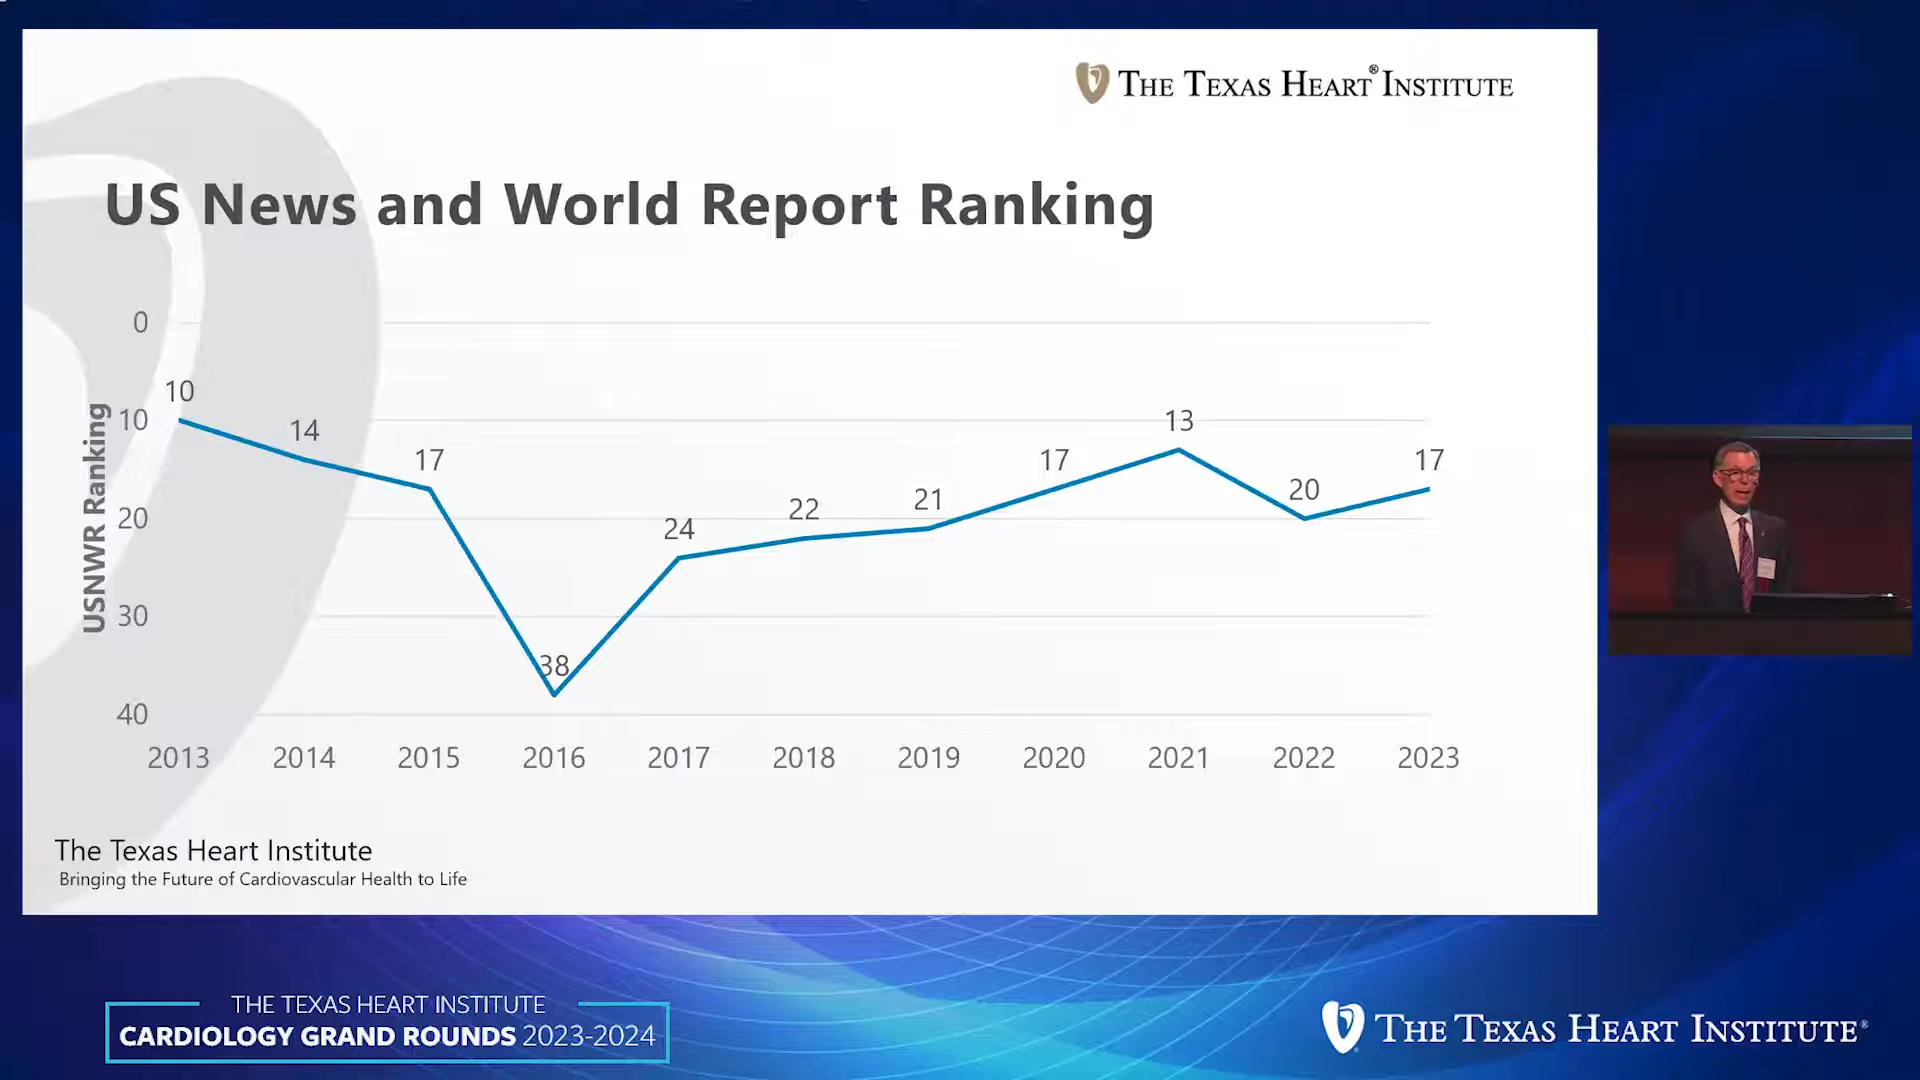 THE TEXAS HEART® INSTITUTE
US News and World Report Ranking
USNWR Ranking
0
10
20
30
40
10
14
17
38
24
22
21
17
13
20
17
2013 2014 2015 2016 2017 2018 2019 2020 2021 2022 2023
The Texas Heart Institute
Bringing the Future of Cardiovascular Health to Life
THE TEXAS HEART INSTITUTE
CARDIOLOGY GRAND ROUNDS 2023-2024
THE TEXAS HEART INSTITUTE®